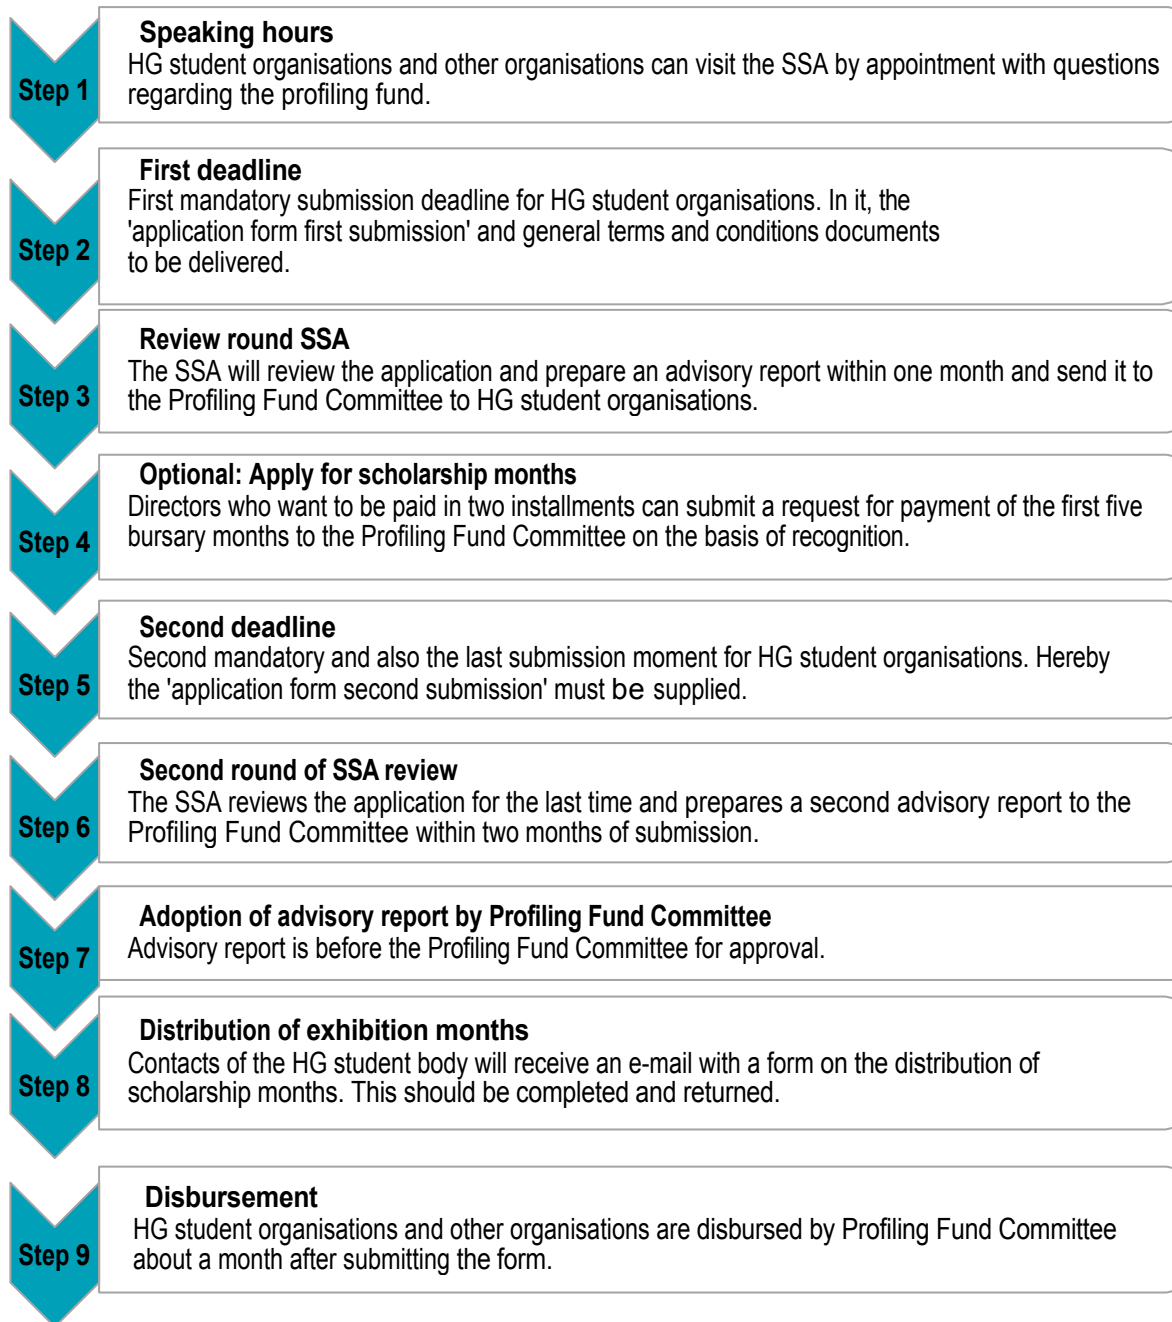 Step 1
Speaking hours
HG student organisations and other organisations can visit the SSA by appointment with questions
regarding the profiling fund.
Step 2
First deadline
First mandatory submission deadline for HG student organisations. In it, the
'application form first submission' and general terms and conditions documents
to be delivered.
Step 3
Review round SSA
The SSA will review the application and prepare an advisory report within one month and send it to
the Profiling Fund Committee to HG student organisations.
Step 4
Optional: Apply for scholarship months
Directors who want to be paid in two installments can submit a request for payment of the first five
bursary months to the Profiling Fund Committee on the basis of recognition.
Step 5
Second deadline
Second mandatory and also the last submission moment for HG student organisations. Hereby
the 'application form second submission' must be supplied.
Step 6
Second round of SSA review
The SSA reviews the application for the last time and prepares a second advisory report to the
Profiling Fund Committee within two months of submission.
Step 7
Adoption of advisory report by Profiling Fund Committee
Advisory report is before the Profiling Fund Committee for approval.
Step 8
Distribution of exhibition months
Contacts of the HG student body will receive an e-mail with a form on the distribution of
scholarship months. This should be completed and returned.
Step 9
Disbursement
HG student organisations and other organisations are disbursed by Profiling Fund Committee
about a month after submitting the form.